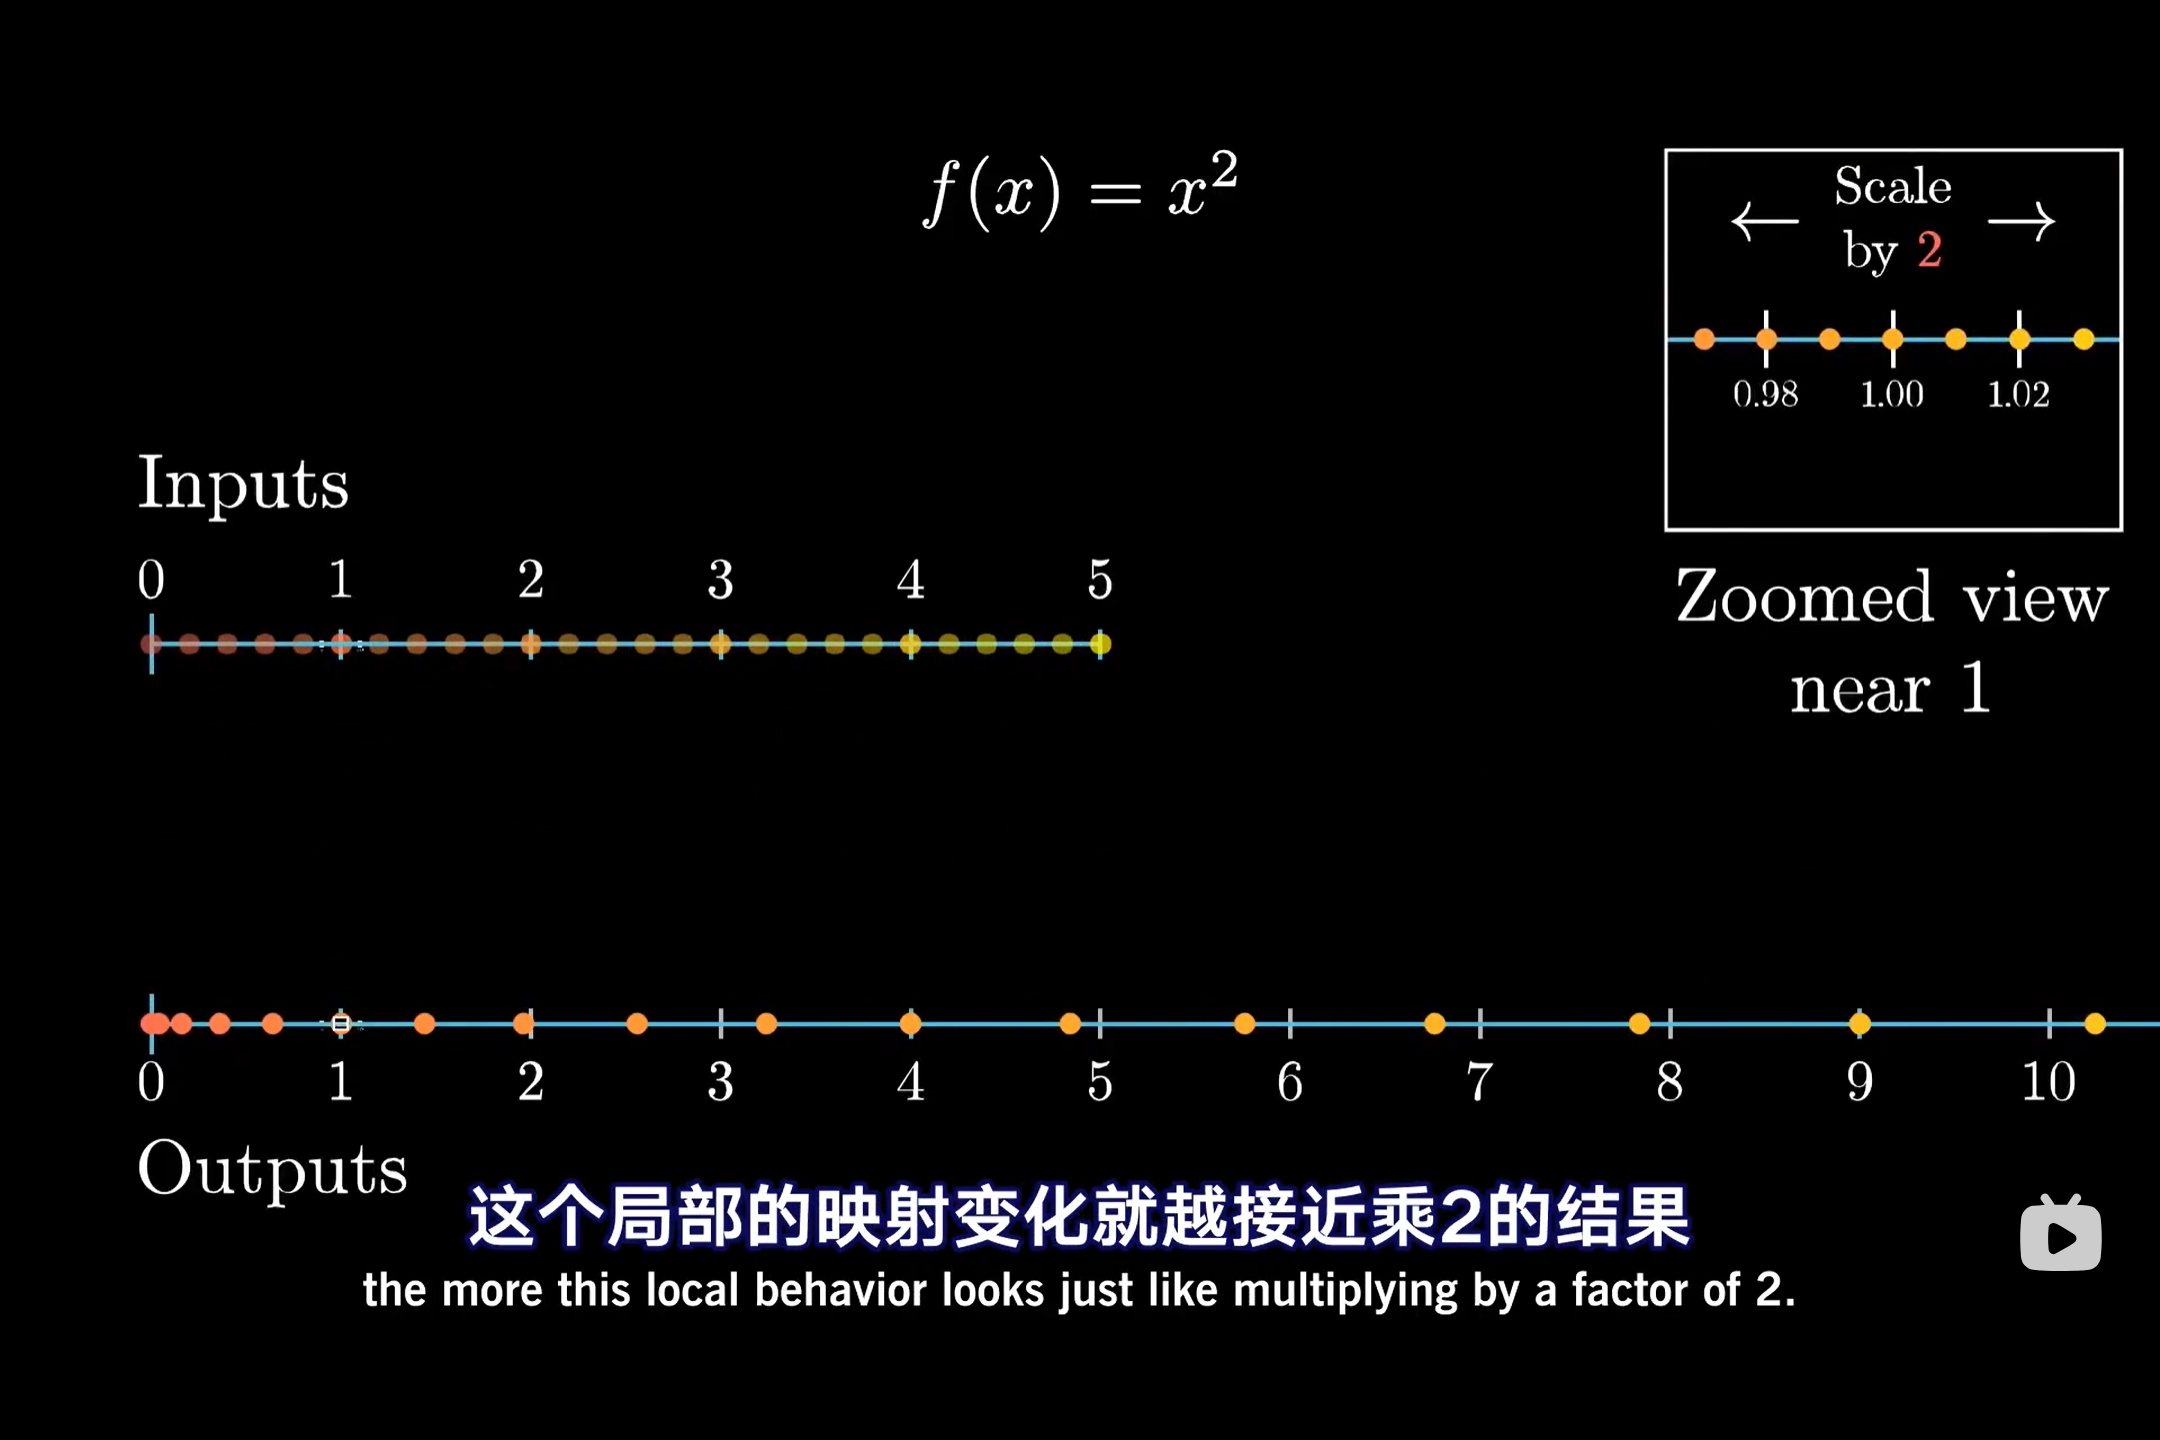 f(x) = x²
← Scale →
by 2
0.98 1.00 1.02
Zoomed view
near 1
Inputs
0 1 2 3 4 5
0 1 2 3 4 5 6 7 8 9 10
Outputs
这个局部的映射变化就越接近乘2的结果
the more this local behavior looks just like multiplying by a factor of 2.